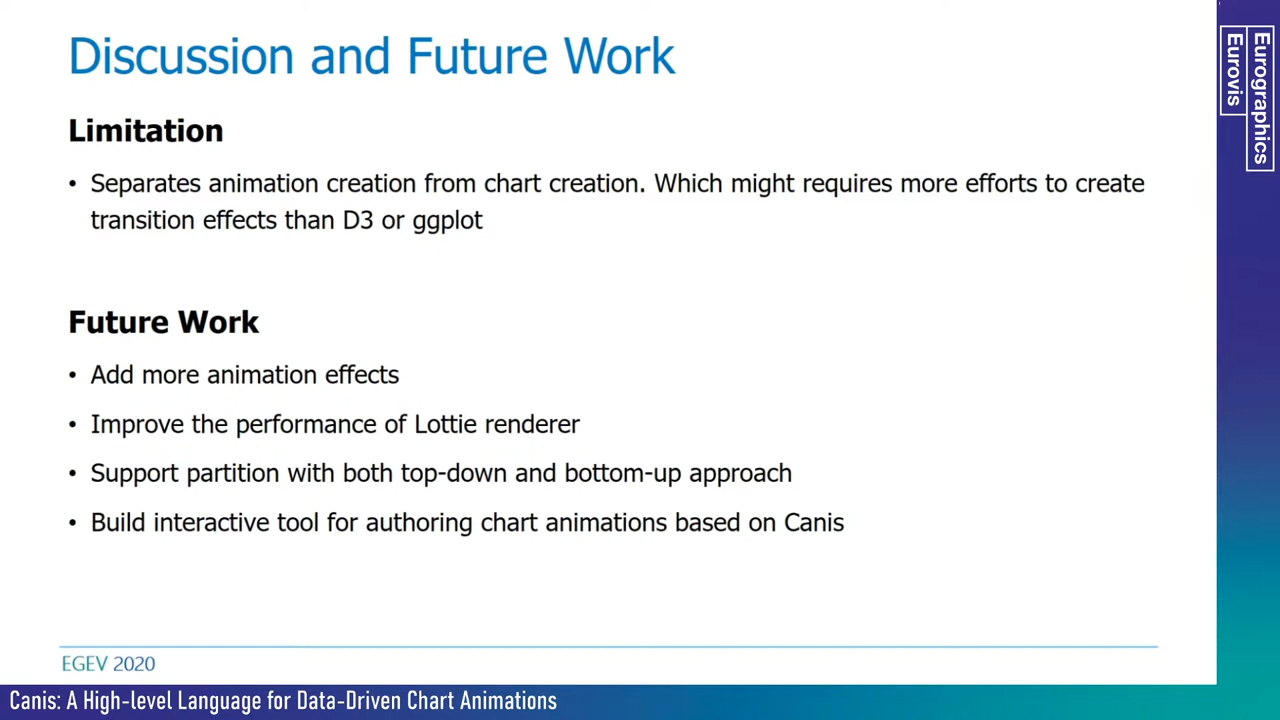 Discussion and Future Work
Limitation
• Separates animation creation from chart creation. Which might requires more efforts to create
transition effects than D3 or ggplot
Future Work
• Add more animation effects
• Improve the performance of Lottie renderer
• Support partition with both top-down and bottom-up approach
• Build interactive tool for authoring chart animations based on Canis
EGEV 2020
Canis: A High-level Language for Data-Driven Chart Animations
Eurographics
Eurovis